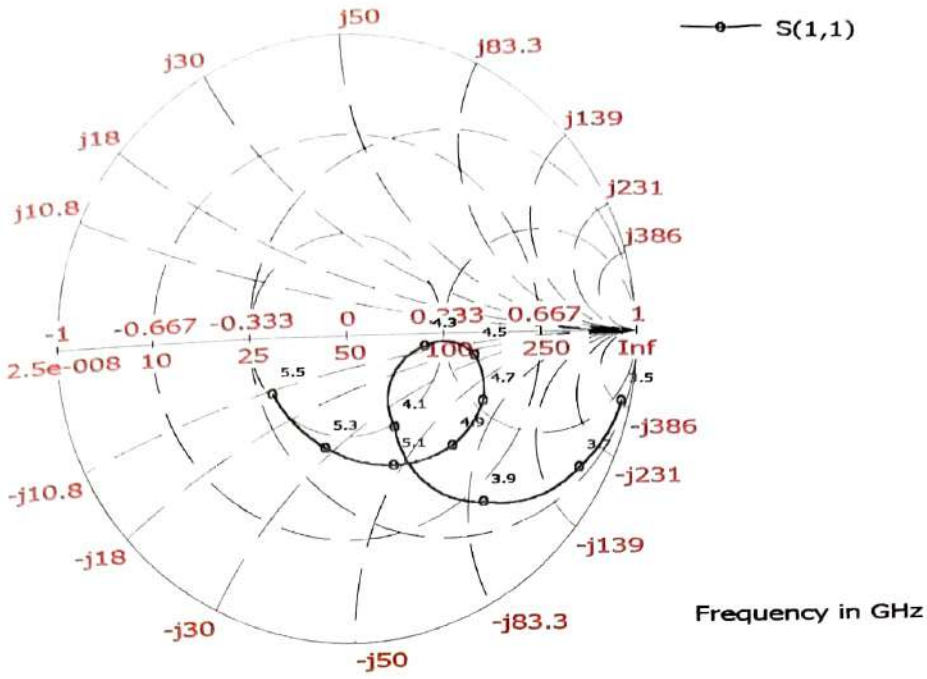 j50
S(1,1)
j30
j83.3
j18
j139
j10.8
j231
j386
-1 -0.667 -0.333 0 0.333 0.667 1
2.5e-008 10 25 50 100 250 Inf
4.3
4.5
5.5
4.7
3.5
4.1
4.9
-j386
5.3
5.1
3.7
3.9
-j231
-j10.8
-j139
-j18
-j30
-j83.3
Frequency in GHz
-j50